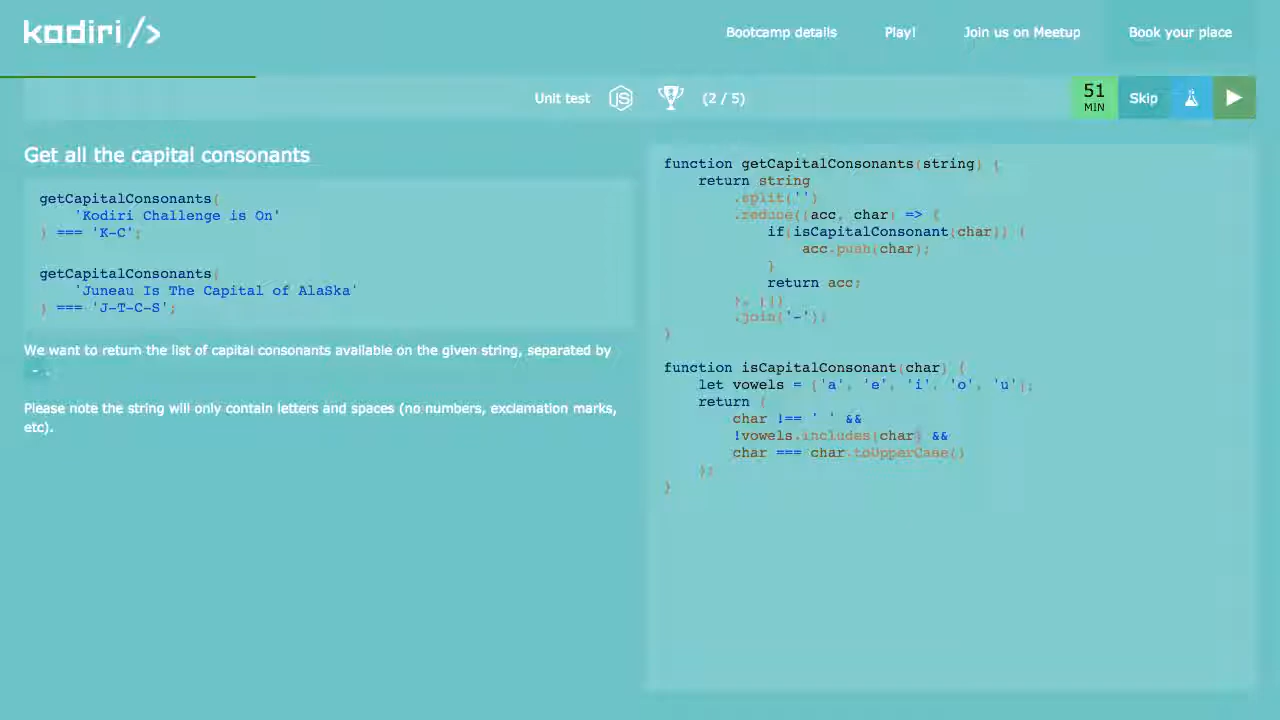 kodiri/>
Bootcamp details
Play!
Join us on Meetup
Book your place
Unit test
JS
(2 / 5)
51
MIN
Skip
Get all the capital consonants
getCapitalConsonants(
'Kodiri Challenge is On'
) === 'K-C';
getCapitalConsonants(
'Juneau Is The Capital of AlaSka'
) === 'J-T-C-S';
We want to return the list of capital consonants available on the given string, separated by
- .
Please note the string will only contain letters and spaces (no numbers, exclamation marks,
etc).
function getCapitalConsonants(string) {
return string
.split('')
.reduce((acc, char) => {
if(isCapitalConsonant(char)) {
acc.push(char);
}
return acc;
}, [])
.join('-');
}
function isCapitalConsonant(char) {
let vowels = ['a', 'e', 'i', 'o', 'u'];
return (
char !== ' ' &&
!vowels.includes(char) &&
char === char.toUpperCase()
);
}